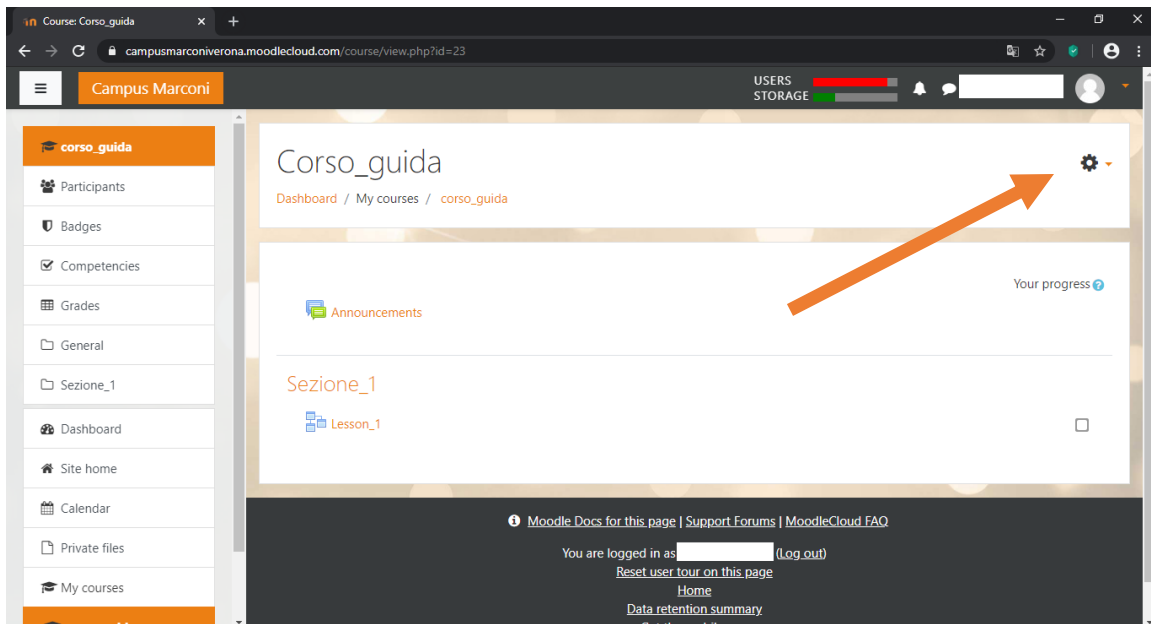 Course: Corso_guida
campusmarconiverona.moodlecloud.com/course/view.php?id=23
Campus Marconi
USERS
STORAGE
corso_guida
Participants
Badges
Competencies
Grades
General
Sezione_1
Dashboard
Site home
Calendar
Private files
My courses
Corso_guida
Dashboard / My courses / corso_guida
Your progress
Announcements
Sezione_1
Lesson_1
Moodle Docs for this page | Support Forums | MoodleCloud FAQ
You are logged in as (Log out)
Reset user tour on this page
Home
Data retention summary